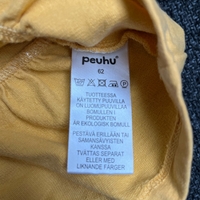 peuhu
62
TUOTTEESSA
KÄYTETTY PUUVILLA
ON LUOMUPUUVILLAA
BOMULLEN I
PRODUKTEN
ÄR EKOLOGISK BOMULL
PESTÄVÄ ERILLÄÄN TAI
SAMANSÄVYISTEN
KANSSA
TVÄTTAS SEPARAT
ELLER MED
LIKNANDE FÄRGER